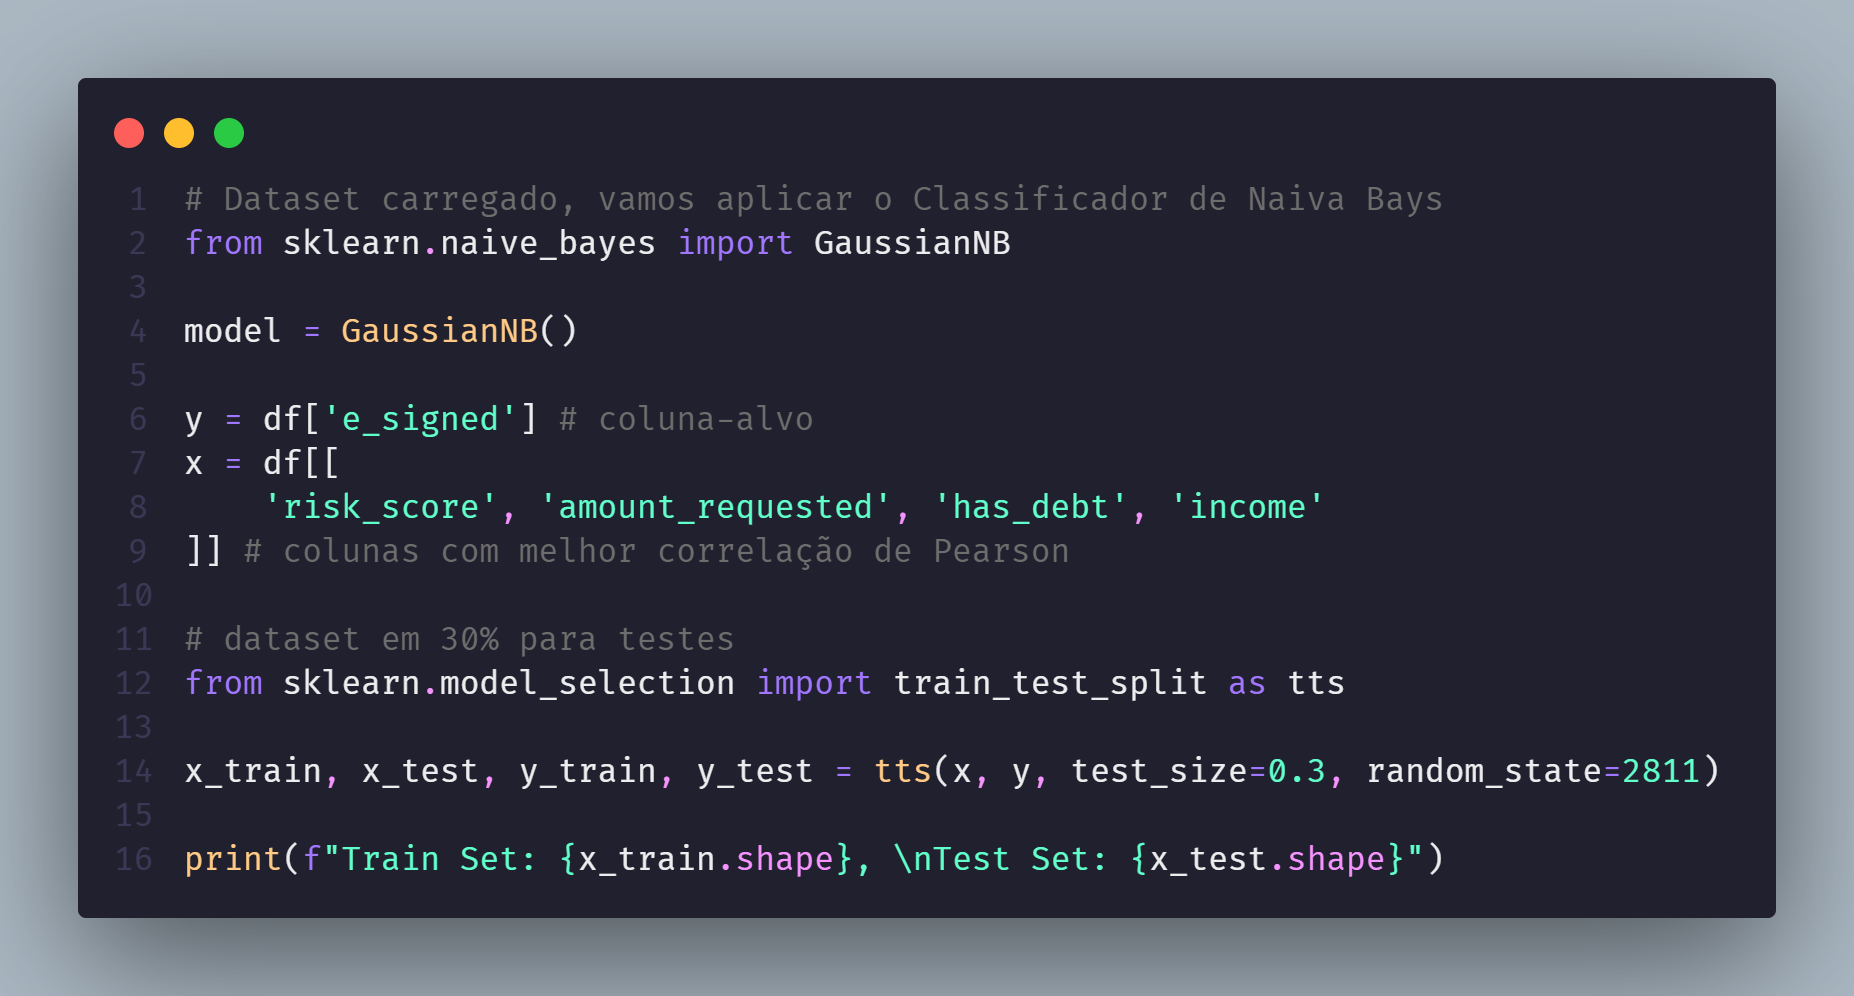 1 # Dataset carregado, vamos aplicar o Classificador de Naiva Bays
2 from sklearn.naive_bayes import GaussianNB
3
4 model = GaussianNB()
5
6 y = df['e_signed'] # coluna-alvo
7 x = df[[
8     'risk_score', 'amount_requested', 'has_debt', 'income'
9 ]] # colunas com melhor correlação de Pearson
10
11 # dataset em 30% para testes
12 from sklearn.model_selection import train_test_split as tts
13
14 x_train, x_test, y_train, y_test = tts(x, y, test_size=0.3, random_state=2811)
15
16 print(f"Train Set: {x_train.shape}, \nTest Set: {x_test.shape}")